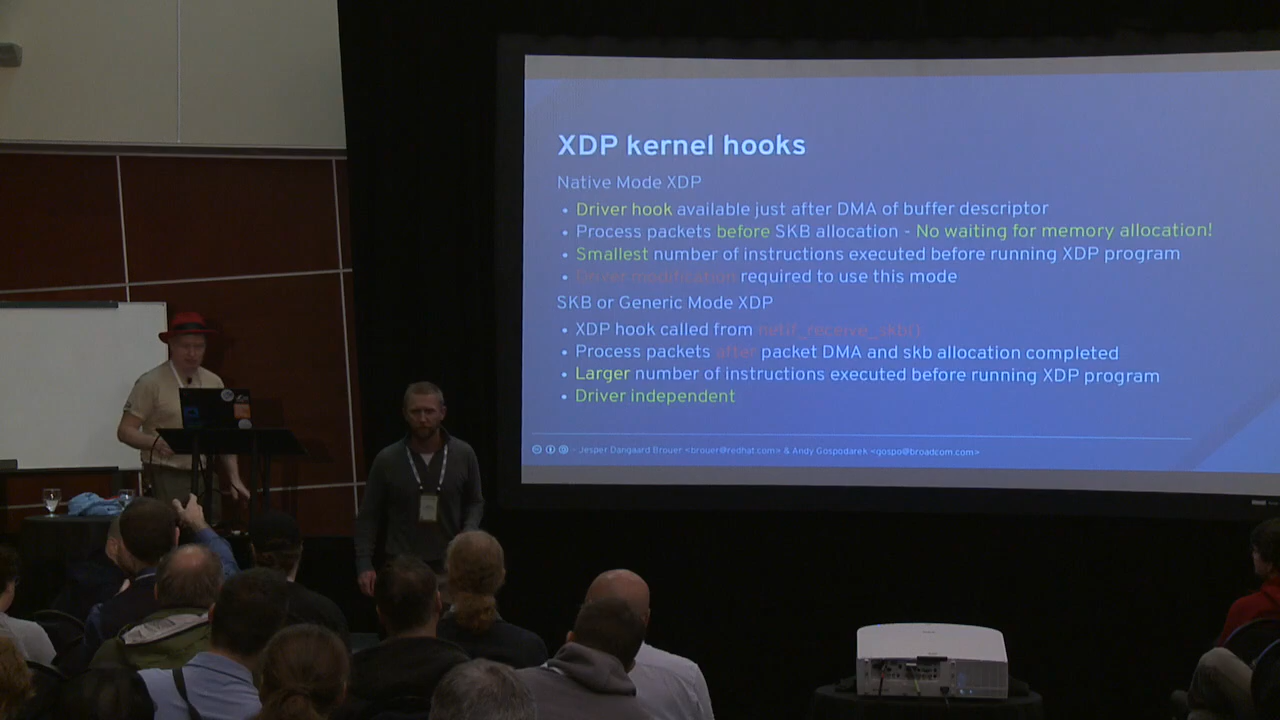 XDP kernel hooks
Native Mode XDP
• Driver hook available just after DMA of buffer descriptor
• Process packets before SKB allocation - No waiting for memory allocation!
• Smallest number of instructions executed before running XDP program
• Driver modification required to use this mode
SKB or Generic Mode XDP
• XDP hook called from netif_receive_skb()
• Process packets after packet DMA and skb allocation completed
• Larger number of instructions executed before running XDP program
• Driver independent
- Jesper Dangaard Brouer <brouer@redhat.com> & Andy Gospodarek <gospo@broadcom.com>